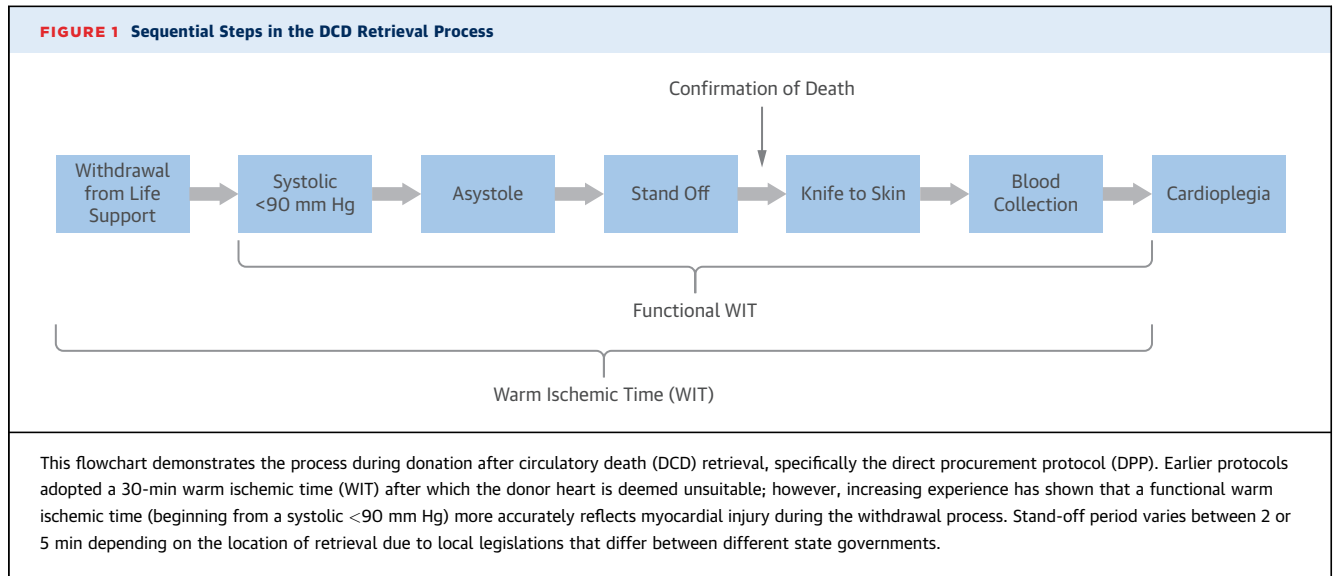 FIGURE 1 Sequential Steps in the DCD Retrieval Process
Confirmation of Death
Withdrawal
from Life
Support
Systolic
<90 mm Hg
Asystole
Stand Off
Knife to Skin
Blood
Collection
Cardioplegia
Functional WIT
Warm Ischemic Time (WIT)
This flowchart demonstrates the process during donation after circulatory death (DCD) retrieval, specifically the direct procurement protocol (DPP). Earlier protocols
adopted a 30-min warm ischemic time (WIT) after which the donor heart is deemed unsuitable; however, increasing experience has shown that a functional warm
ischemic time (beginning from a systolic <90 mm Hg) more accurately reflects myocardial injury during the withdrawal process. Stand-off period varies between 2 or
5 min depending on the location of retrieval due to local legislations that differ between different state governments.